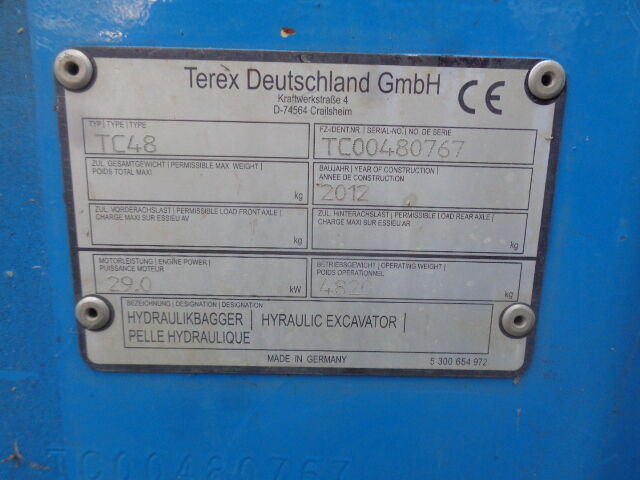 Terex Deutschland GmbH
Kraftwerkstraße 4
D-74564 Crailsheim
CE
TYP | TYPE | TYPE
TC48
FZ-IDENT.NR. | SERIAL-NO. | NO. DE SERIE
TC00480767
ZUL. GESAMTGEWICHT | PERMISSIBLE MAX. WEIGHT |
POIDS TOTAL MAXI
kg
BAUJAHR | YEAR OF CONSTRUCTION |
ANNEE DE CONSTRUCTION
2012
ZUL. VORDERACHSLAST | PERMISSIBLE LOAD FRONT AXLE |
CHARGE MAXI SUR ESSIEU AV
kg
ZUL. HINTERACHSLAST | PERMISSIBLE LOAD REAR AXLE |
CHARGE MAXI SUR ESSIEU AR
kg
MOTORLEISTUNG | ENGINE POWER |
PUISSANCE MOTEUR
29.0 kW
BETRIEBSGEWICHT | OPERATING WEIGHT |
POIDS OPERATIONNEL
kg
BEZEICHNUNG | DESIGNATION | DESIGNATION
HYDRAULIKBAGGER | HYRAULIC EXCAVATOR |
PELLE HYDRAULIQUE
MADE IN GERMANY
5 300 654 972
TC00480767